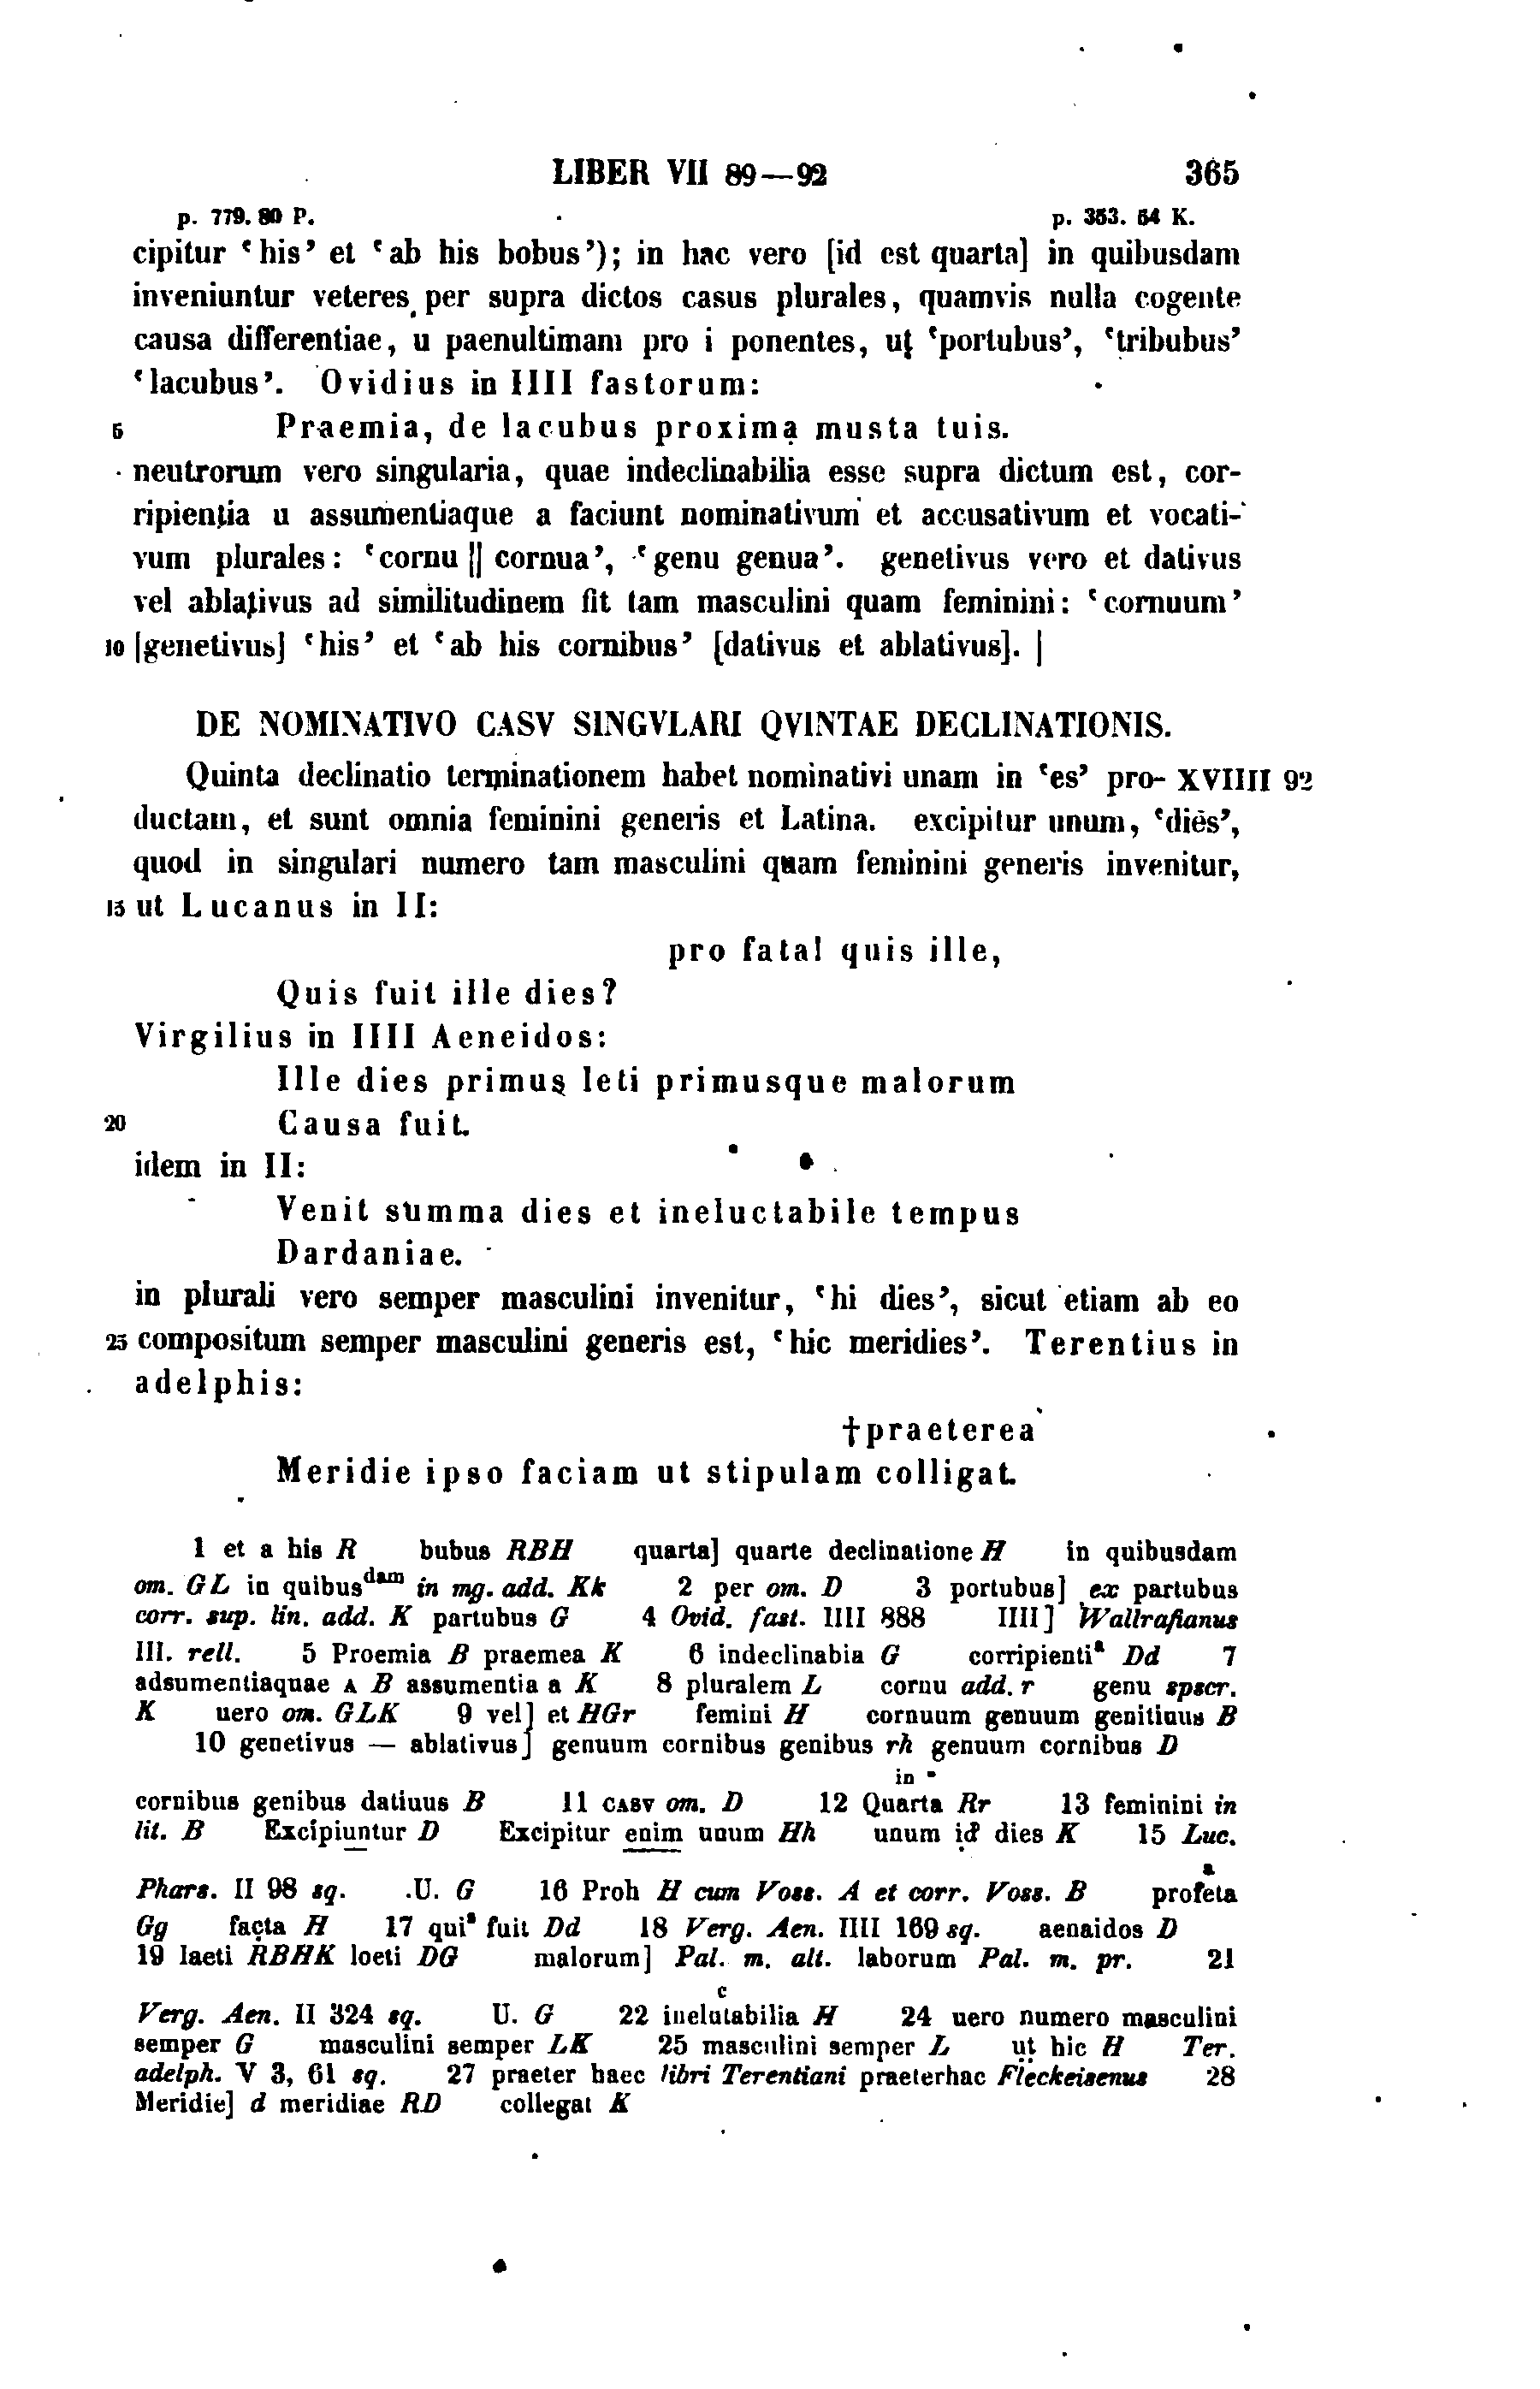 LIBER VII 89—92 365
p. 779. 80 P. p. 353. 54 K.
cipitur ‘his’ et ‘ab his bobus’); in hac vero [id est quarta] in quibusdam
inveniuntur veteres per supra dictos casus plurales, quamvis nulla cogente
causa differentiae, u paenultimam pro i ponentes, ut ‘portubus’, ‘tribubus’
‘lacubus’. Ovidius in IIII fastorum:
5 Praemia, de lacubus proxima musta tuis.
neutrorum vero singularia, quae indeclinabilia esse supra dictum est, cor-
ripientia u assumentiaque a faciunt nominativum et accusativum et vocati-
vum plurales: ‘cornu || cornua’, ‘genu genua’. genetivus vero et dativus
vel ablativus ad similitudinem fit tam masculini quam feminini: ‘cornuum’
10 [genetivus] ‘his’ et ‘ab his cornibus’ [dativus et ablativus]. |
DE NOMINATIVO CASV SINGVLARI QVINTAE DECLINATIONIS.
Quinta declinatio terminationem habet nominativi unam in ‘es’ pro- XVIIII 92
ductam, et sunt omnia feminini generis et Latina. excipitur unum, ‘dies’,
quod in singulari numero tam masculini quam feminini generis invenitur,
15 ut Lucanus in II:
pro fata! quis ille,
Quis fuit ille dies?
Virgilius in IIII Aeneidos:
Ille dies primus leti primusque malorum
20 Causa fuit.
idem in II:
Venit summa dies et ineluctabile tempus
Dardaniae.
in plurali vero semper masculini invenitur, ‘hi dies’, sicut etiam ab eo
25 compositum semper masculini generis est, ‘hic meridies’. Terentius in
adelphis:
†praeterea
Meridie ipso faciam ut stipulam colligat.
1 et a his R bubus RBH quarta] quarte declinatione H in quibusdam
om. GL in quibusdam in mg. add. Kk 2 per om. D 3 portubus] ex partubus
corr. sup. lin. add. K partubus G 4 Ovid. fast. IIII 888 IIII] Wallrafianus
III. rell. 5 Proemia B praemea K 6 indeclinabia G corripientia Dd 7
adsumentiaquae A B assumentia a K 8 pluralem L cornu add. r genu spscr.
K uero om. GLK 9 vel] et HGr femini H cornuum genuum genitiuus B
10 genetivus — ablativus] genuum cornibus genibus rh genuum cornibus D
in
cornibus genibus datiuus B 11 CASV om. D 12 Quarta Rr 13 feminini in
lit. B Excipiuntur D Excipitur enim unum Hh unum id dies K 15 Luc.
a
Phars. II 98 sq. .U. G 16 Proh H cum Voss. A et corr. Voss. B profeta
Gg facta H 17 quis fuit Dd 18 Verg. Aen. IIII 169 sq. aenaidos D
19 laeti RBHK loeti DG malorum] Pal. m. alt. laborum Pal. m. pr. 21
c
Verg. Aen. II 324 sq. U. G 22 inelutabilia H 24 uero numero masculini
semper G masculini semper LK 25 masculini semper L ut hic H Ter.
adelph. V 3, 61 sq. 27 praeter haec libri Terentiani praeterhac Fleckeisenus 28
Meridie] d meridiae RD collegat K